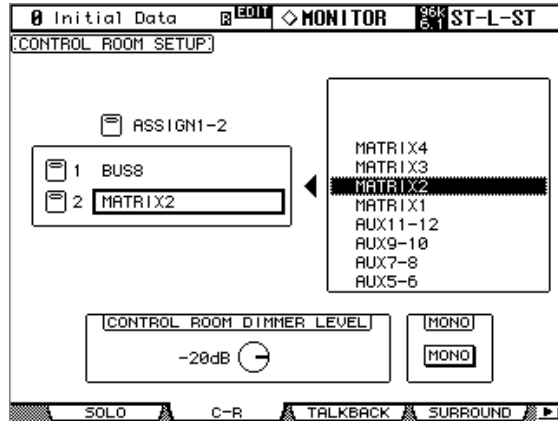 0 Initial Data R EDIT ◇MONITOR 96K 6.1 ST-L-ST
CONTROL ROOM SETUP
ASSIGN1-2
1 BUS8
2 MATRIX2
MATRIX4
MATRIX3
MATRIX2
MATRIX1
AUX11-12
AUX9-10
AUX7-8
AUX5-6
CONTROL ROOM DIMMER LEVEL
-20dB
MONO
MONO
SOLO C-R TALKBACK SURROUND